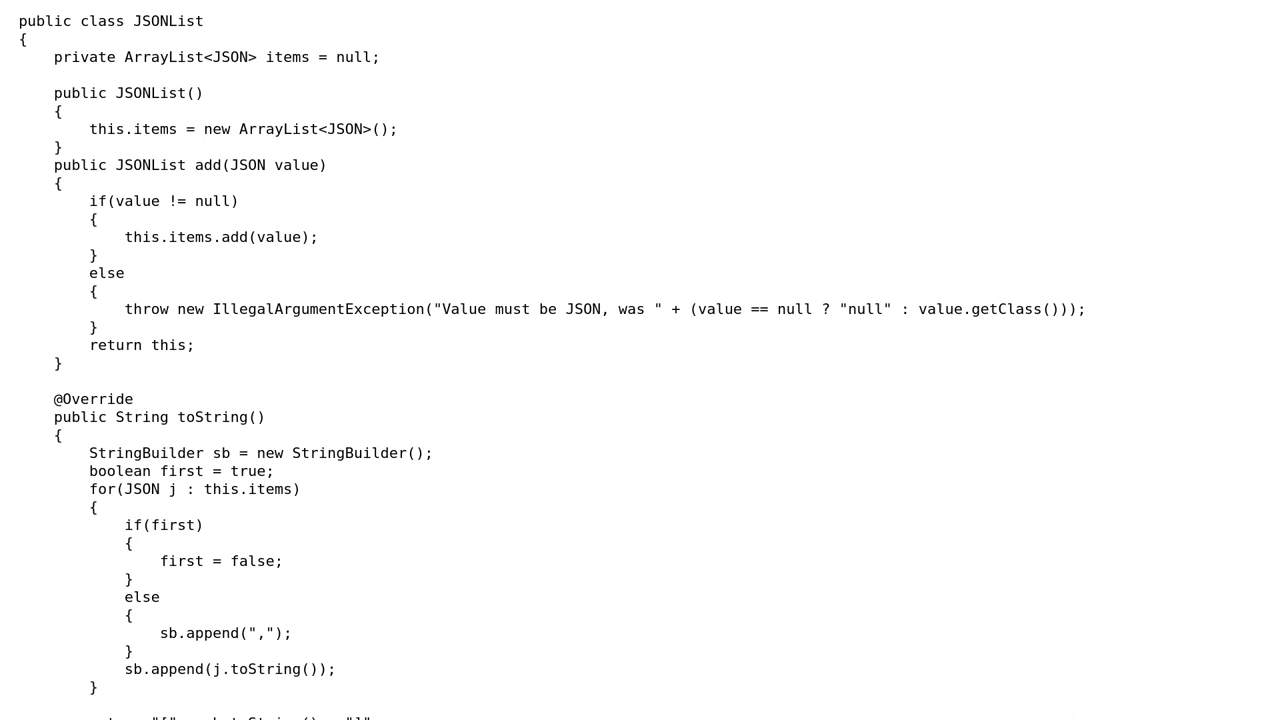 public class JSONList
{
    private ArrayList<JSON> items = null;

    public JSONList()
    {
        this.items = new ArrayList<JSON>();
    }
    public JSONList add(JSON value)
    {
        if(value != null)
        {
            this.items.add(value);
        }
        else
        {
            throw new IllegalArgumentException("Value must be JSON, was " + (value == null ? "null" : value.getClass()));
        }
        return this;
    }

    @Override
    public String toString()
    {
        StringBuilder sb = new StringBuilder();
        boolean first = true;
        for(JSON j : this.items)
        {
            if(first)
            {
                first = false;
            }
            else
            {
                sb.append(",");
            }
            sb.append(j.toString());
        }